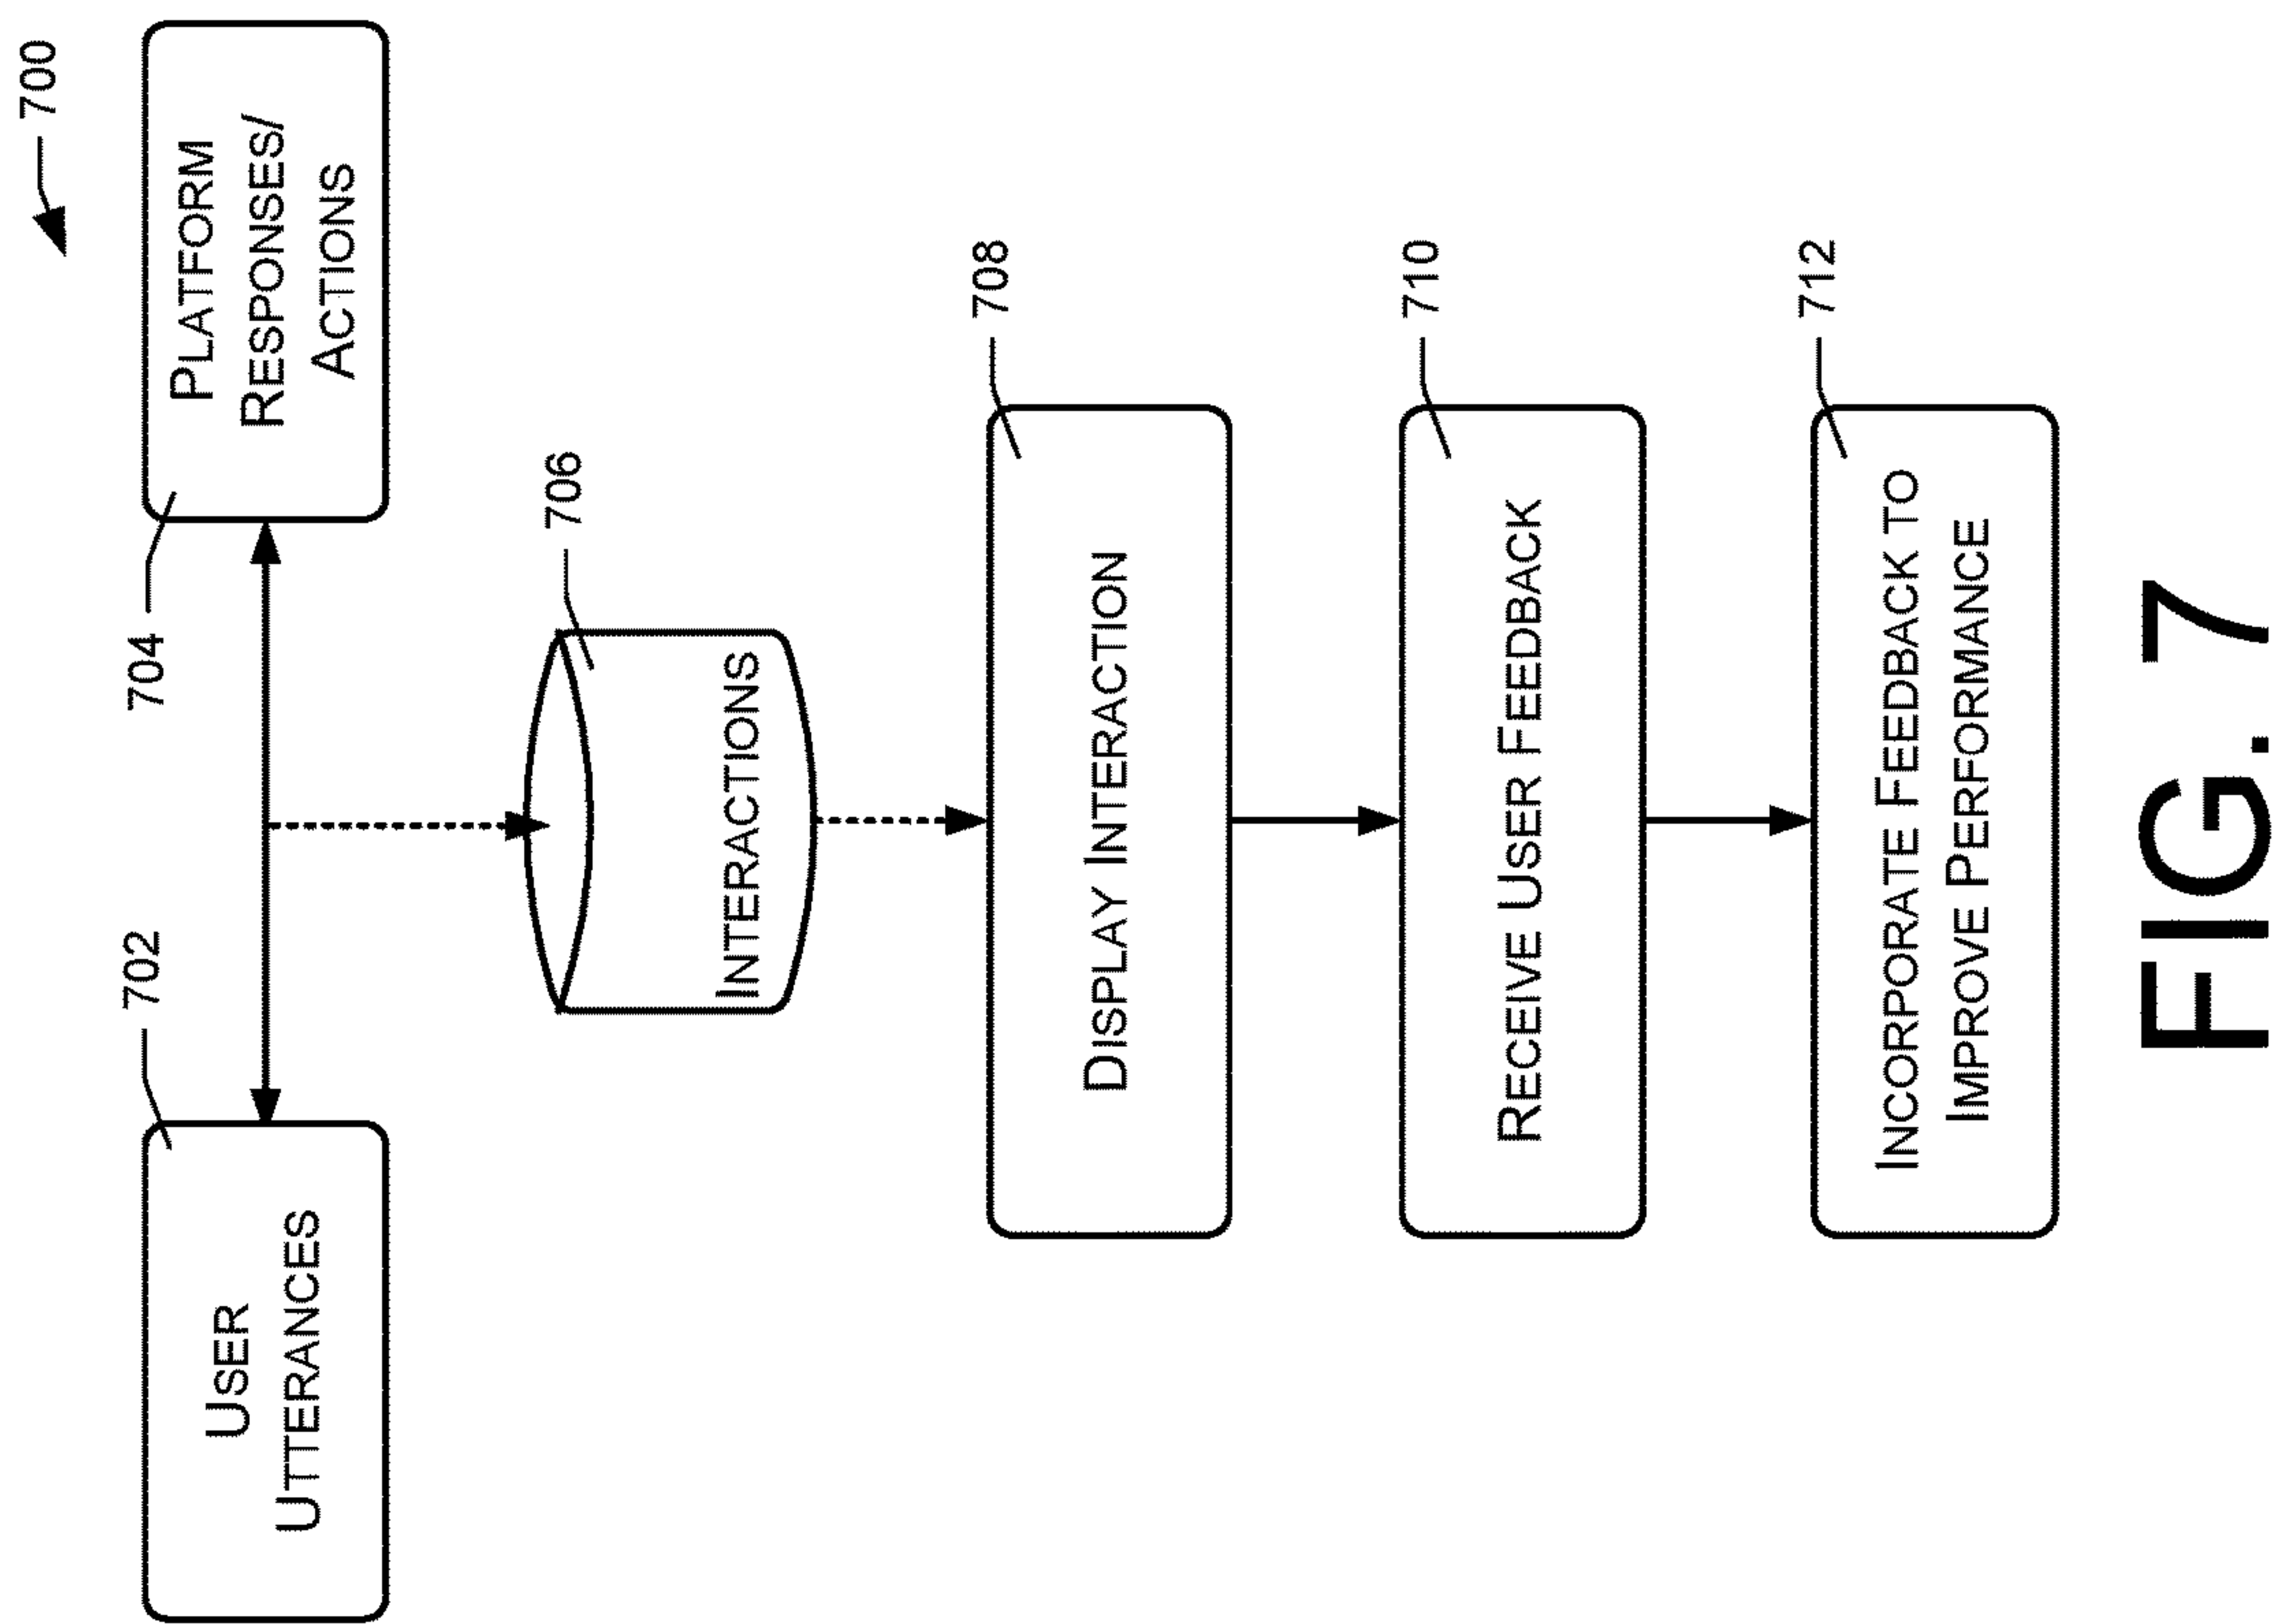 700
702
USER
UTTERANCES
704
PLATFORM
RESPONSES/
ACTIONS
706
INTERACTIONS
708
DISPLAY INTERACTION
710
RECEIVE USER FEEDBACK
712
INCORPORATE FEEDBACK TO
IMPROVE PERFORMANCE
FIG. 7